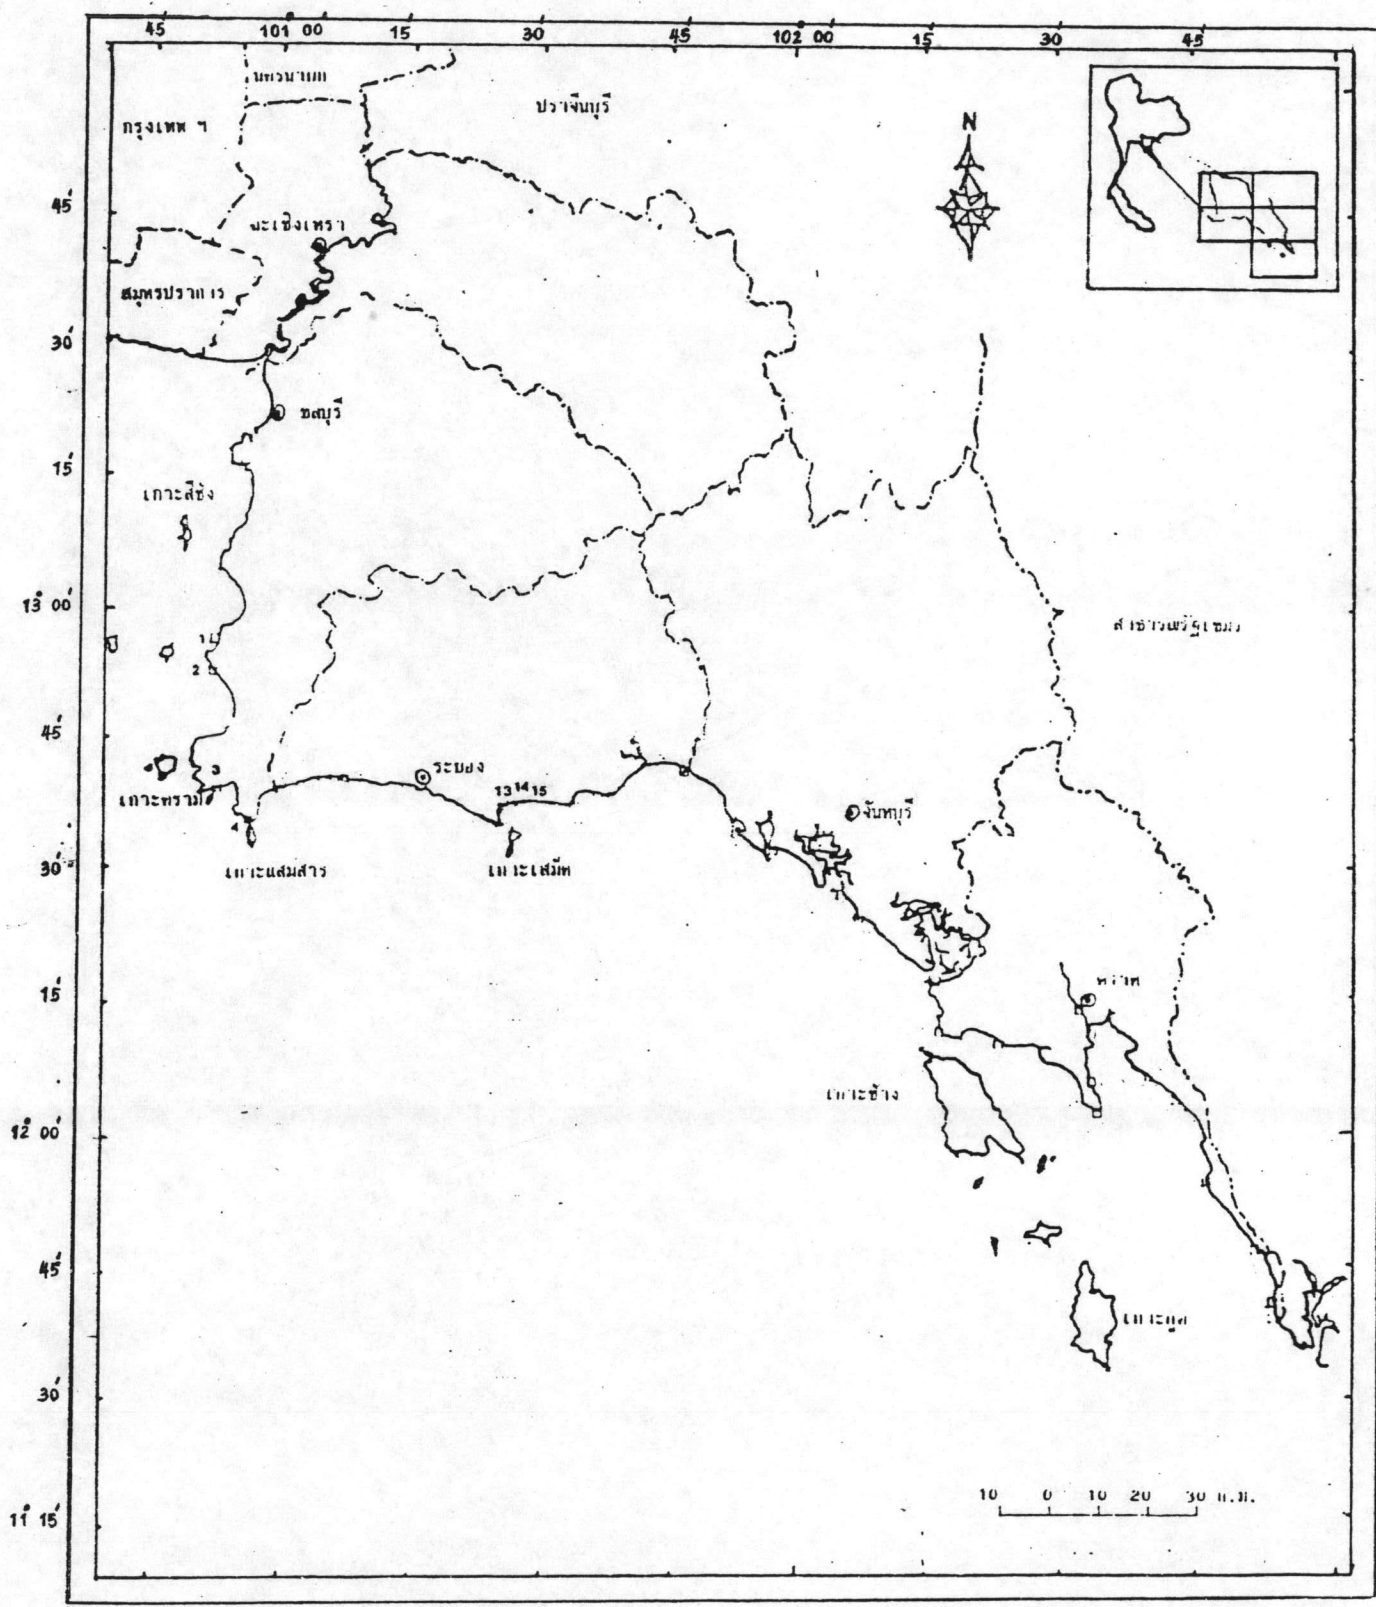 45 101 00 15 30 45 102 00 15 30 45
ปราจีนบุรี
กรุงเทพ ฯ
N
45'
ฉะเชิงเทรา
สมุทรปราการ
30'
ชลบุรี
15'
เกาะสีชัง
13° 00'
1
2
45'
3
ระยอง
13 14 15
เกาะคราม
จันทบุรี
4
30'
เกาะแสมสาร
เกาะเสม็ด
15'
ตราด
เกาะช้าง
12 00'
45'
เกาะกูด
30'
10 0 10 20 30 ก.ม.
11° 15'